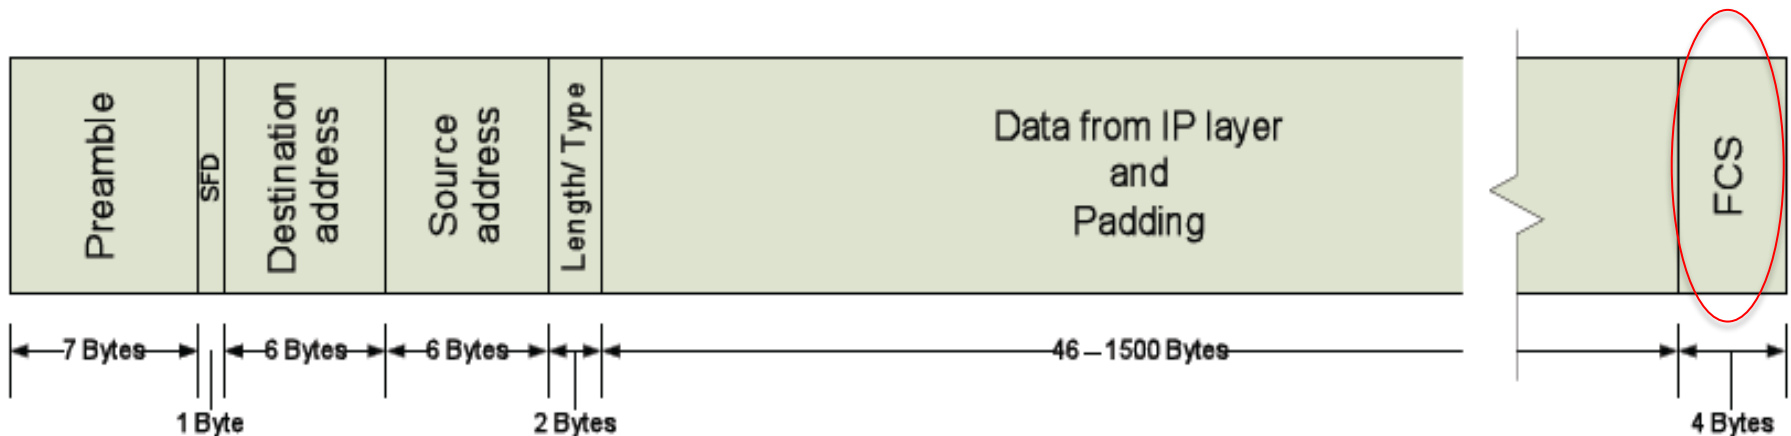 Preamble
SFD
Destination
address
Source
address
Length/ Type
Data from IP layer
and
Padding
FCS
7 Bytes
6 Bytes
6 Bytes
46 – 1500 Bytes
1 Byte
2 Bytes
4 Bytes